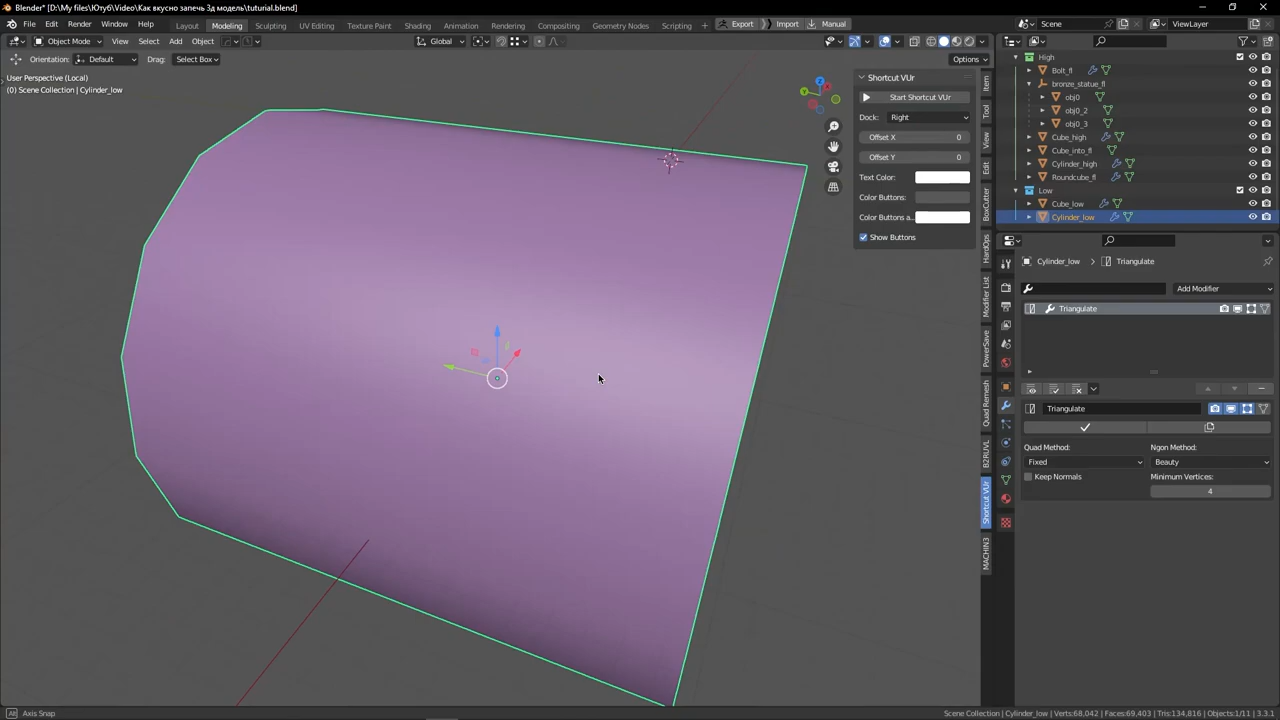 Blender* [D:\Мои проекты\Ютуб\Video\Как вкусно запечь 3д модель\tuturial.blend]
File Edit Render Window Help Layout Modeling Sculpting UV Editing Texture Paint Shading Animation Rendering Compositing Geometry Nodes Scripting + Export Import Manual Scene ViewLayer
Object Mode View Select Add Object Global
Orientation: Default Drag: Select Box Options
User Perspective (Local)
(0) Scene Collection | Cylinder_low
Shortcut VUr
Start Shortcut VUr
Dock: Right
Offset X 0
Offset Y 0
Text Color:
Color Buttons:
Color Buttons a..
Show Buttons
Item
Tool
View
Edit
BoxCutter
HardOps
Modifier List
PowerSave
Quad Remesh
B2RUVL
Shortcut VUr
MACHIN3
High
Bolt_fl
bronze_statue_fl
obj0
obj0_2
obj0_3
Cube_high
Cube_into_fl
Cylinder_high
Roundcube_fl
Low
Cube_low
Cylinder_low
Cylinder_low > Triangulate
Add Modifier
Triangulate
Triangulate
Quad Method: Ngon Method:
Fixed Beauty
Keep Normals Minimum Vertices:
4
Alt Axis Snap
Scene Collection | Cylinder_low | Verts:68,042 | Faces:69,403 | Tris:134,816 | Objects:1/11 | 3.3.1
X
Y
Z